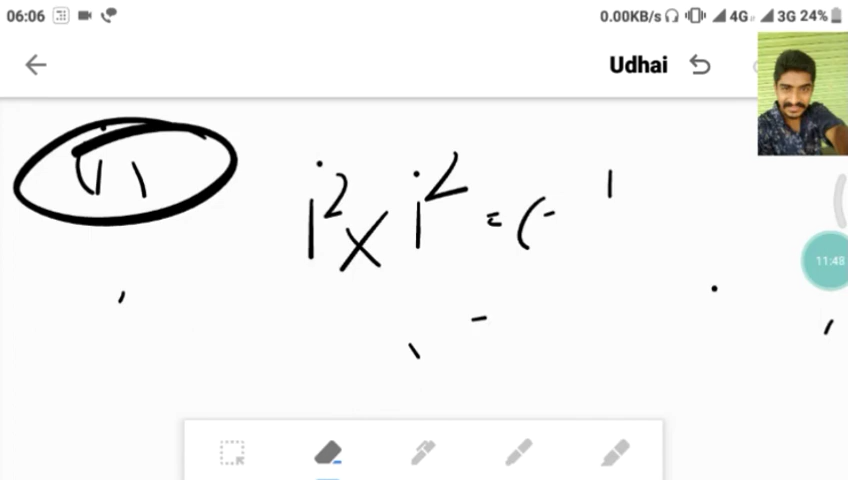 06:06 0.00KB/s 4G 3G 24%
Udhai
i² x i² = (- 1
11:48